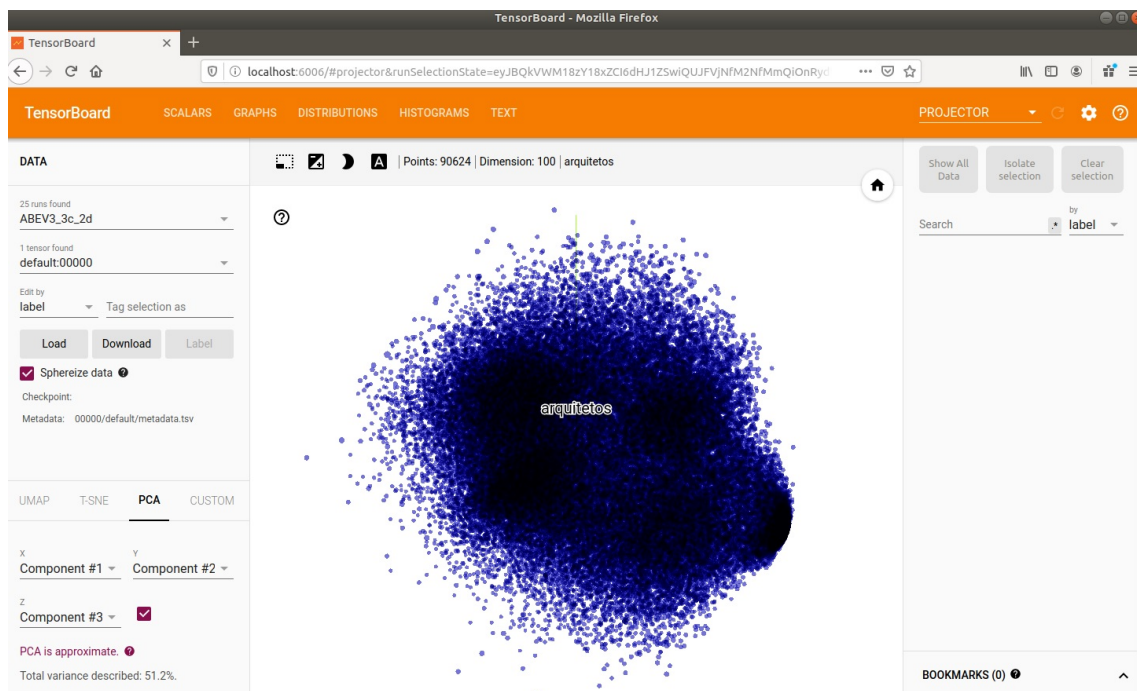 TensorBoard - Mozilla Firefox
TensorBoard × +
localhost:6006/#projector&runSelectionState=eyJBQkVWM18zY18xZCI6dHJ1ZSwiQUJFVjNfM2NfMmQiOnRyd
TensorBoard SCALARS GRAPHS DISTRIBUTIONS HISTOGRAMS TEXT PROJECTOR
DATA
A | Points: 90624 | Dimension: 100 | arquitetos
Show All Data
Isolate selection
Clear selection
25 runs found
ABEV3_3c_2d
1 tensor found
default:00000
Edit by
label Tag selection as
Load Download Label
Sphereize data
Checkpoint:
Metadata: 00000/default/metadata.tsv
UMAP T-SNE PCA CUSTOM
X Y
Component #1 Component #2
Z
Component #3
PCA is approximate.
Total variance described: 51.2%.
arquitetos
by
Search .* label
BOOKMARKS (0)